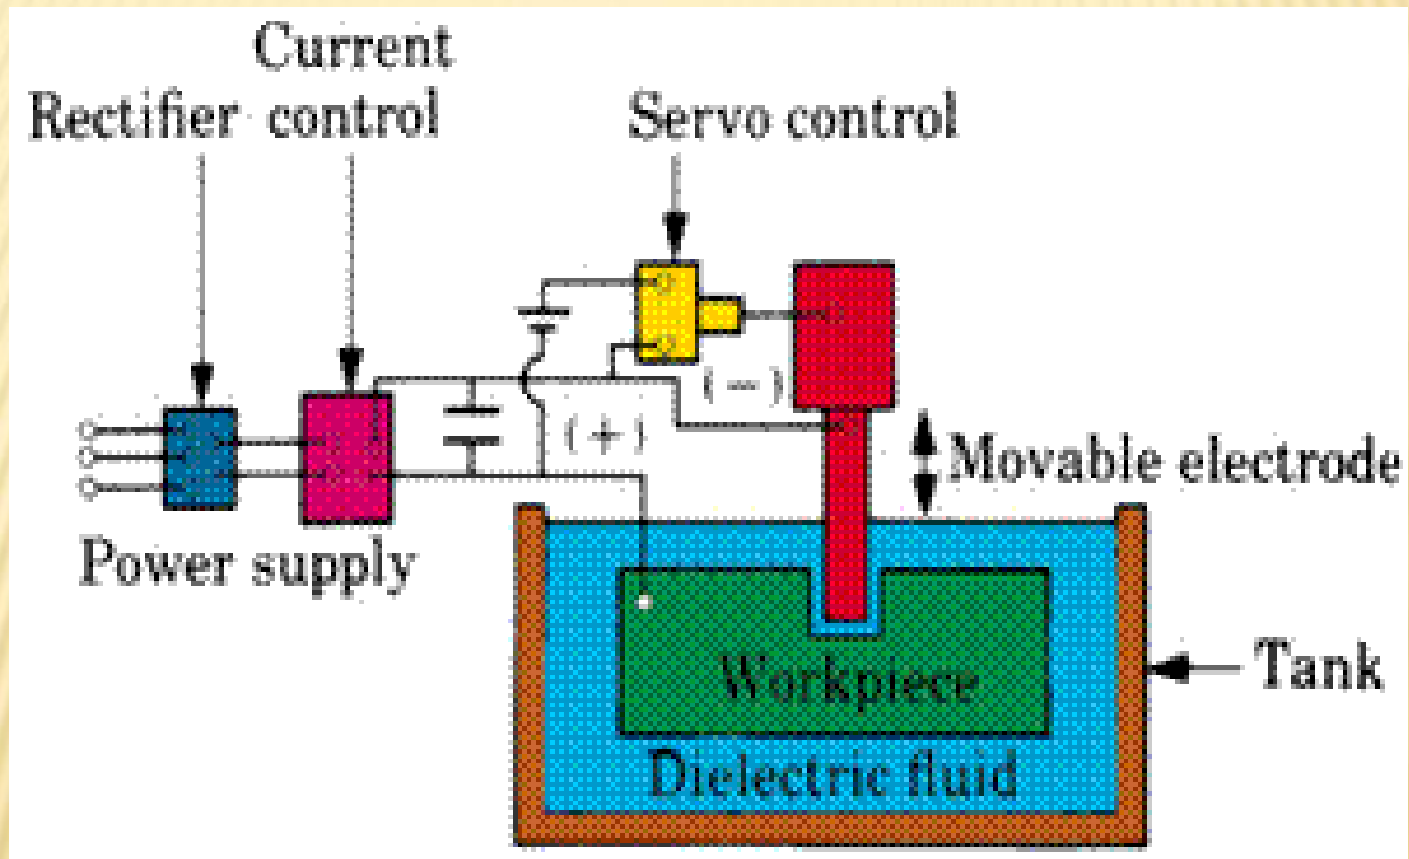 Current
Rectifier control
Servo control
(−)
(+)
Movable electrode
Power supply
Workpiece
Tank
Dielectric fluid